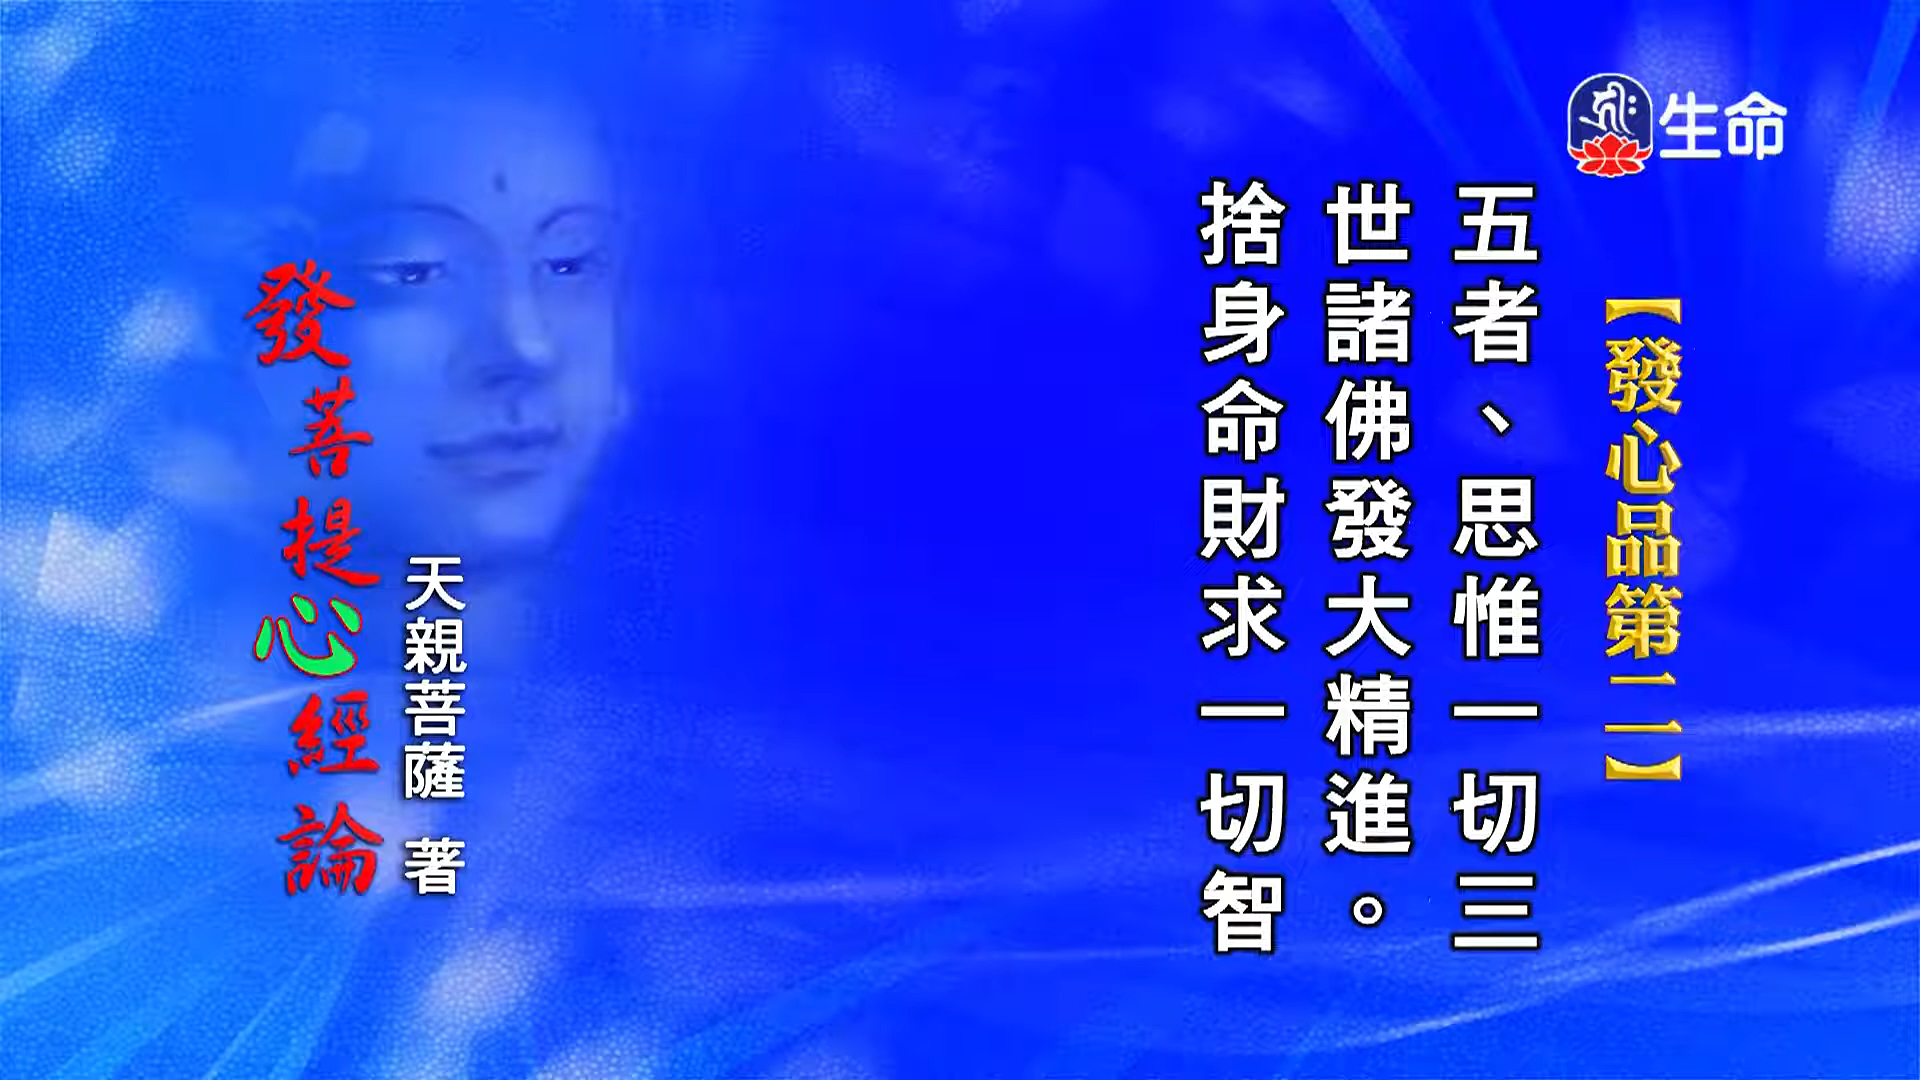 生命
【發心品第二】
五者、思惟一切三
世諸佛發大精進。
捨身命財求一切智
天親菩薩 著
發菩提心經論